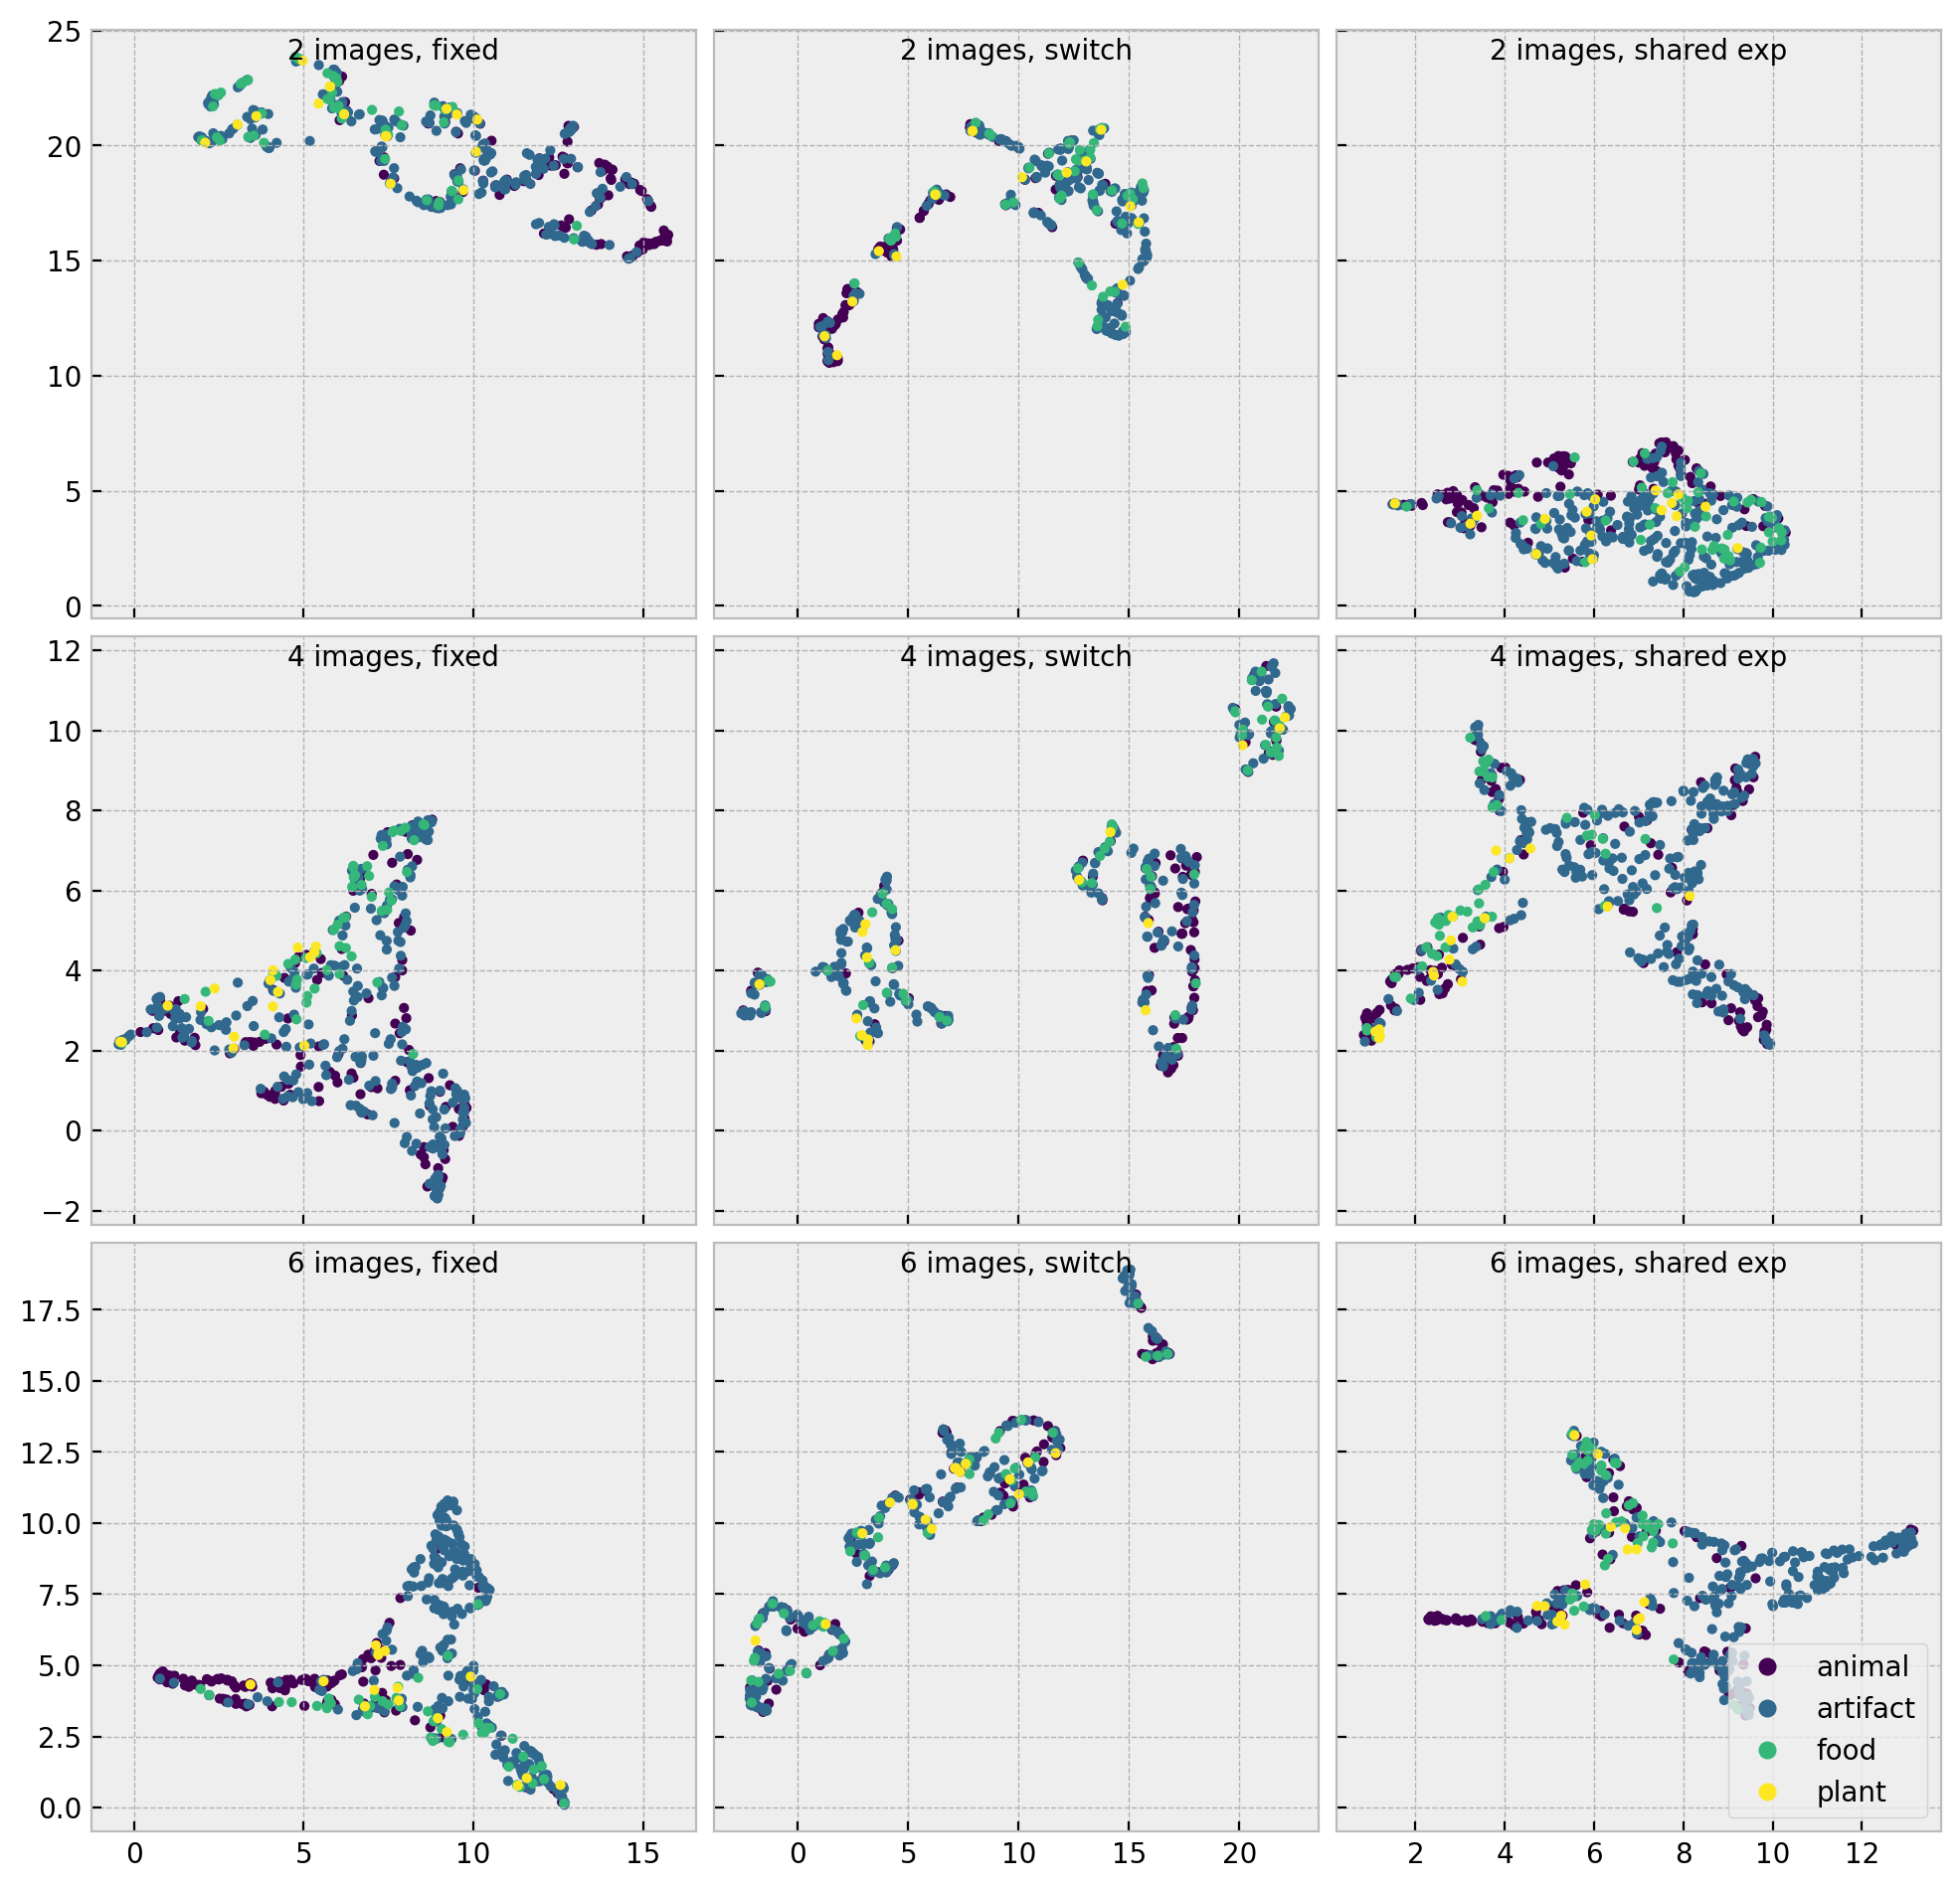 2 images, fixed
2 images, switch
2 images, shared exp
25
20
15
10
5
0
4 images, fixed
4 images, switch
4 images, shared exp
12
10
8
6
4
2
0
−2
6 images, fixed
6 images, switch
6 images, shared exp
17.5
15.0
12.5
10.0
7.5
5.0
2.5
0.0
animal
artifact
food
plant
0 5 10 15
0 5 10 15 20
2 4 6 8 10 12